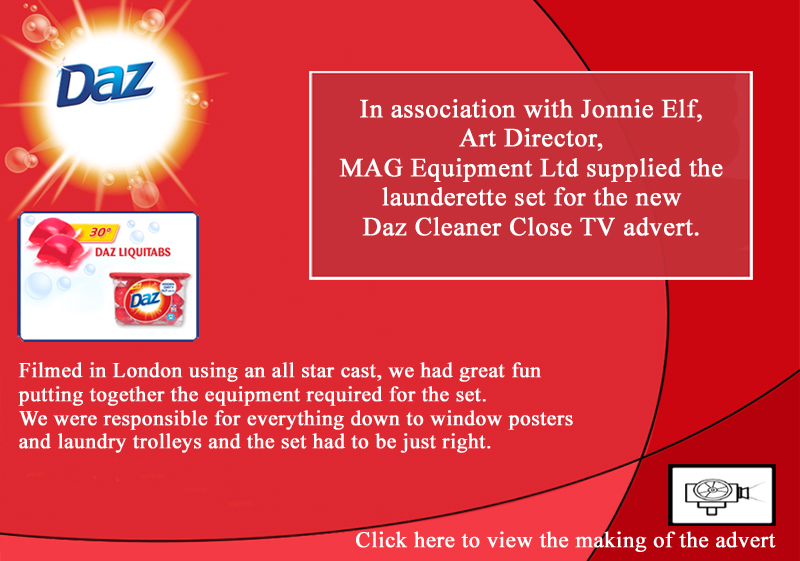 Daz
In association with Jonnie Elf,
Art Director,
MAG Equipment Ltd supplied the
launderette set for the new
Daz Cleaner Close TV advert.
30°
DAZ LIQUITABS
Daz
Filmed in London using an all star cast, we had great fun
putting together the equipment required for the set.
We were responsible for everything down to window posters
and laundry trolleys and the set had to be just right.
Click here to view the making of the advert